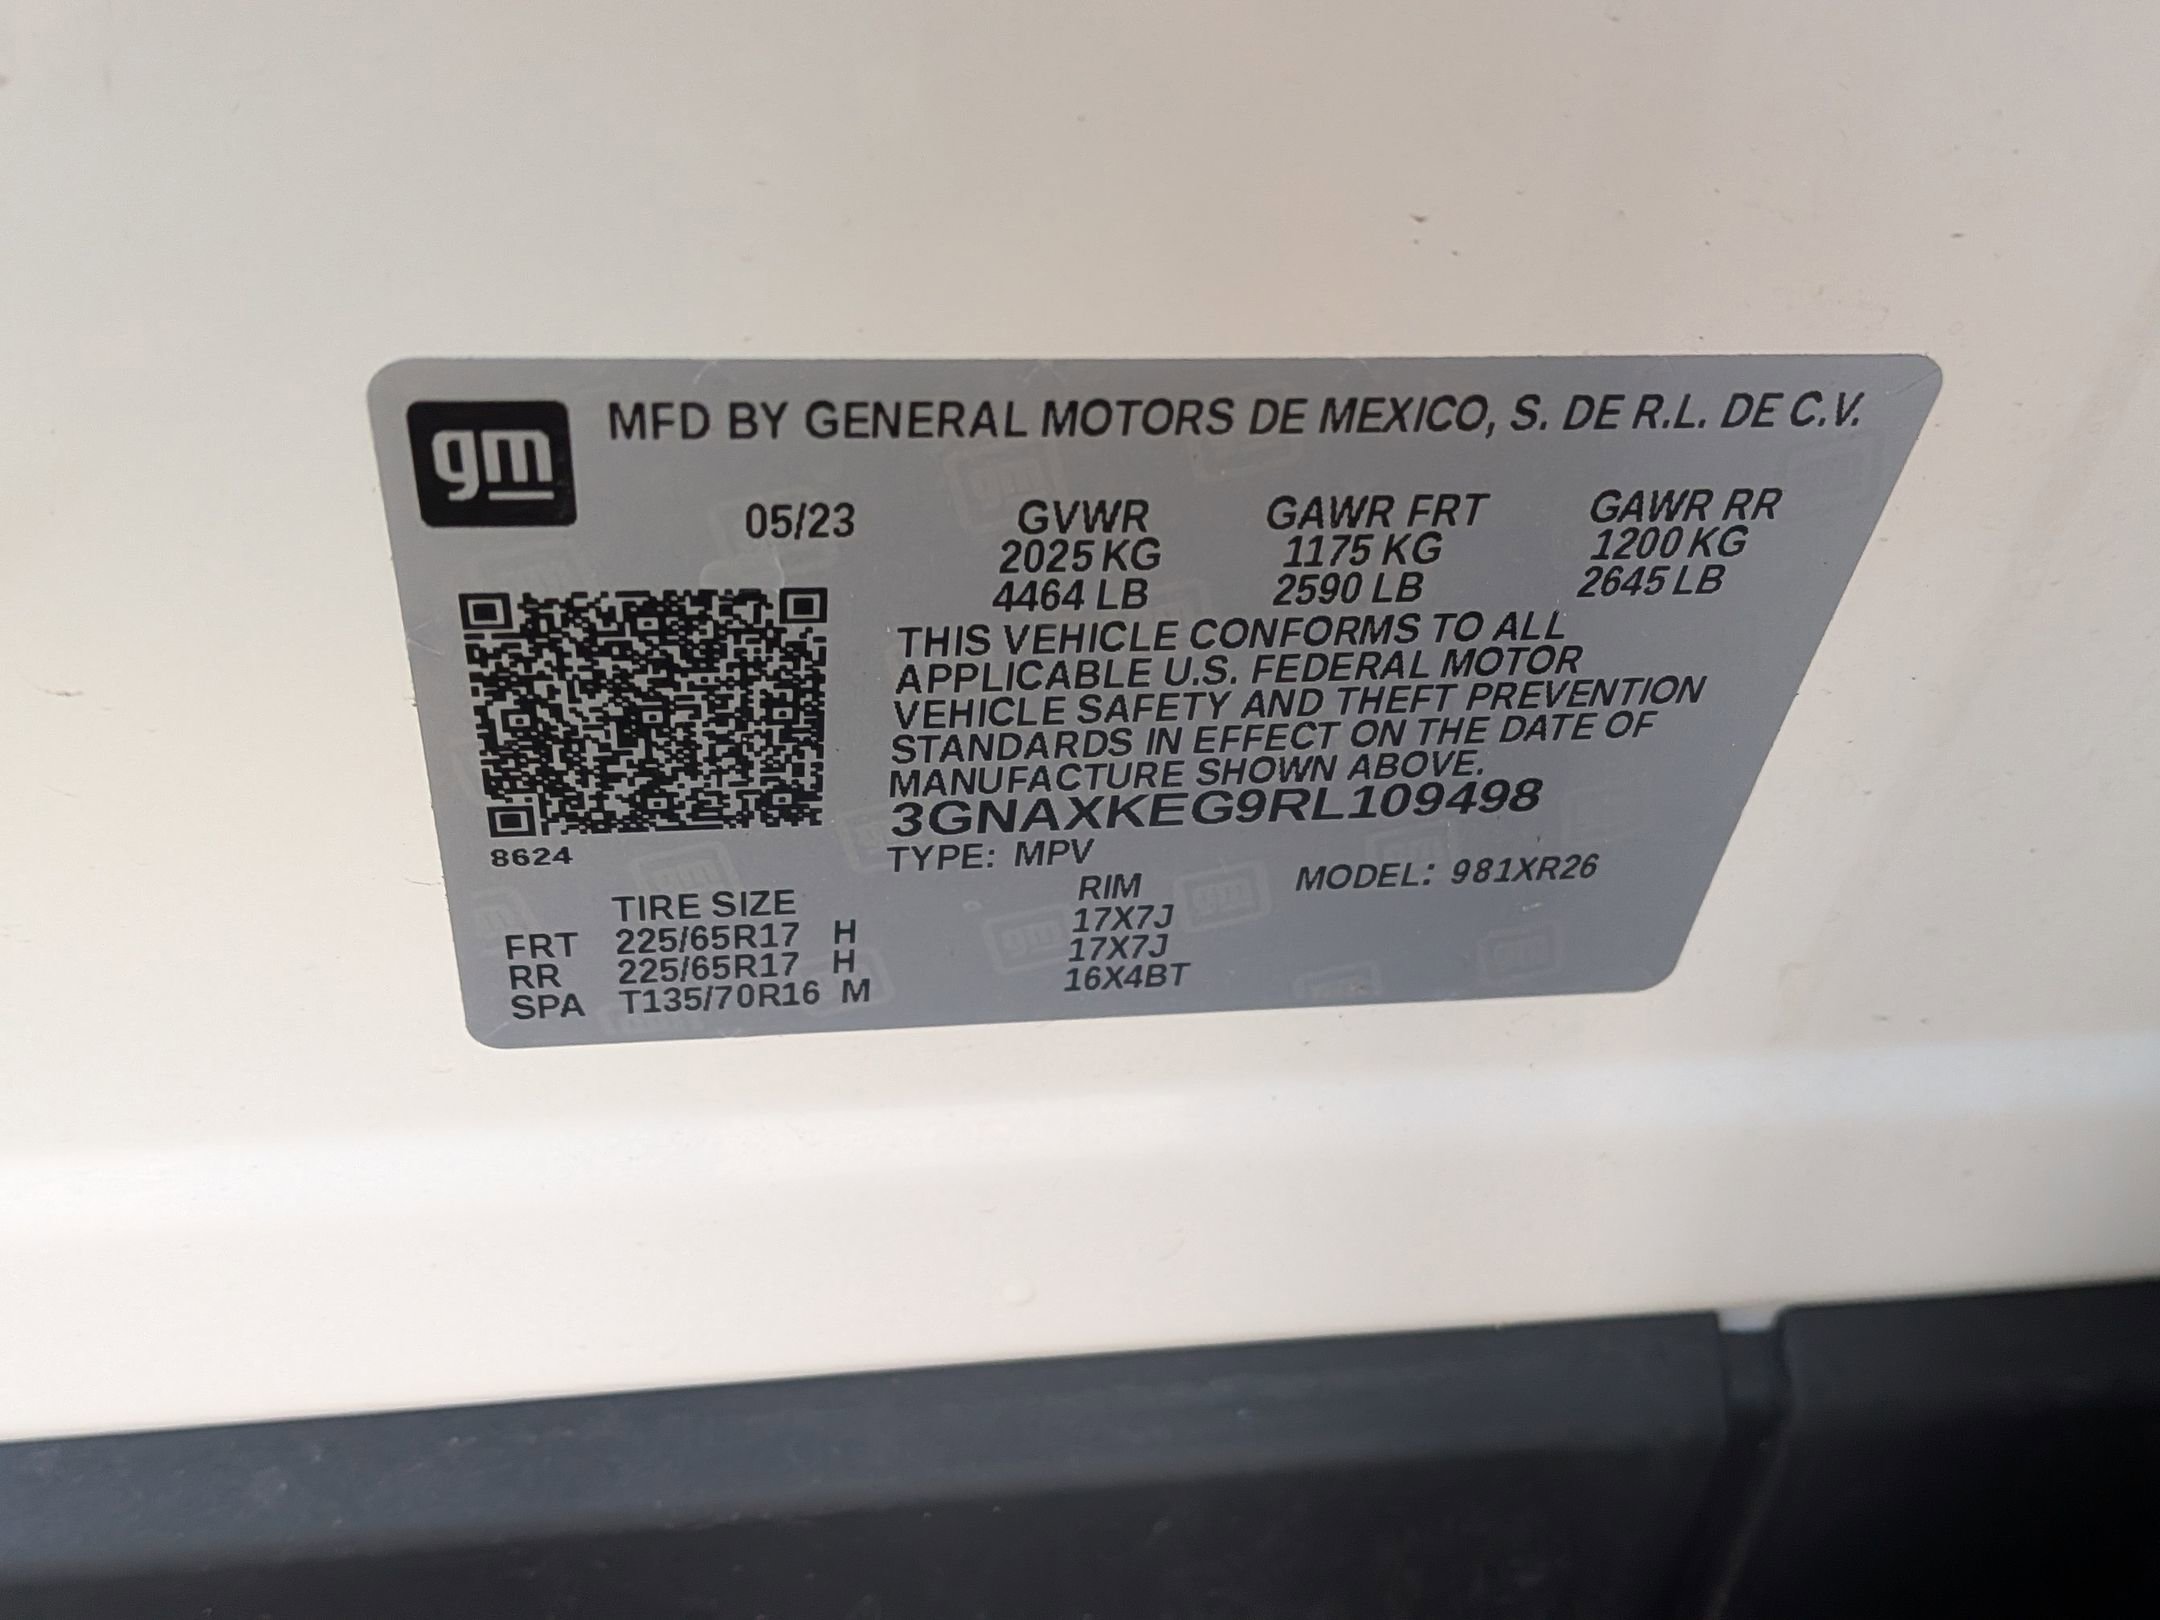 gm
MFD BY GENERAL MOTORS DE MEXICO, S. DE R.L. DE C.V.
05/23 GVWR GAWR FRT GAWR RR
2025 KG 1175 KG 1200 KG
4464 LB 2590 LB 2645 LB
THIS VEHICLE CONFORMS TO ALL
APPLICABLE U.S. FEDERAL MOTOR
VEHICLE SAFETY AND THEFT PREVENTION
STANDARDS IN EFFECT ON THE DATE OF
MANUFACTURE SHOWN ABOVE.
3GNAXKEG9RL109498
8624
TYPE: MPV MODEL: 981XR26
TIRE SIZE RIM
FRT 225/65R17 H 17X7J
RR 225/65R17 H 17X7J
SPA T135/70R16 M 16X4BT